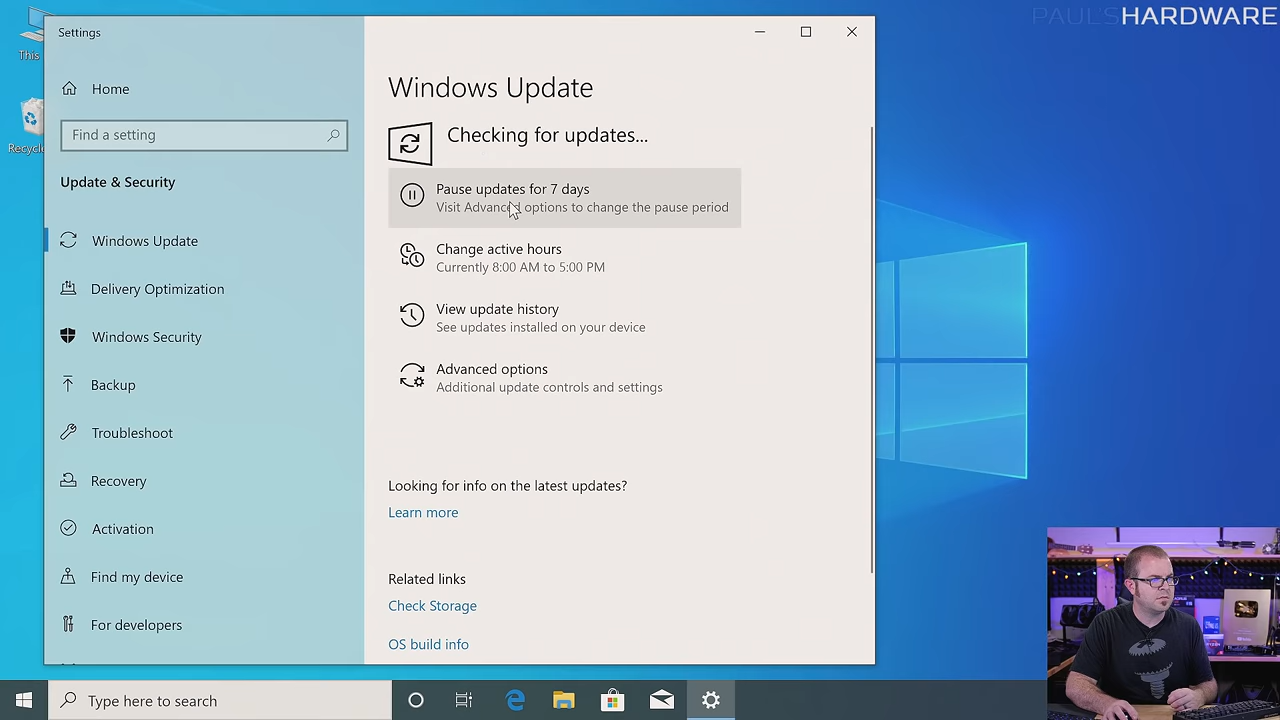 PAUL'SHARDWARE
Settings
This
Recycle
Home
Find a setting
Update & Security
Windows Update
Delivery Optimization
Windows Security
Backup
Troubleshoot
Recovery
Activation
Find my device
For developers
Windows Update
Checking for updates...
Pause updates for 7 days
Visit Advanced options to change the pause period
Change active hours
Currently 8:00 AM to 5:00 PM
View update history
See updates installed on your device
Advanced options
Additional update controls and settings
Looking for info on the latest updates?
Learn more
Related links
Check Storage
OS build info
Type here to search